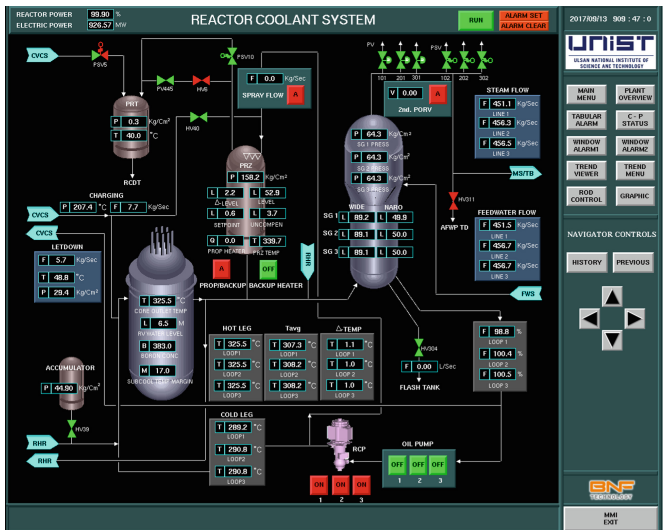 REACTOR POWER 99.90 %
ELECTRIC POWER 926.57 MW
REACTOR COOLANT SYSTEM
RUN
ALARM SET
ALARM CLEAR
2017/09/13 909 : 47 : 0
UNIST
ULSAN NATIONAL INSTITUTE OF
SCIENCE AND TECHNOLOGY
MAIN MENU
PLANT OVERVIEW
TABULAR ALARM
C - P STATUS
WINDOW ALARM1
WINDOW ALARM2
TREND VIEWER
TREND MENU
ROD CONTROL
GRAPHIC
NAVIGATOR CONTROLS
HISTORY
PREVIOUS
GNF
TECHNOLOGY
MMI
EXIT
CVCS
PSV5
PV445
HV6
PSV10
HV40
PRT
P 0.3 Kg/Cm²
T 40.0 °C
RCDT
F 0.0 Kg/Sec
SPRAY FLOW A
PRZ
P 158.2 Kg/Cm²
L 2.2 L 52.9
△-LEVEL LEVEL
L 0.6 L 3.7
SETPOINT UNCOMPEN
Q 0.0 T 339.7
PROP HEATER PRZ TEMP
A OFF
PROP/BACKUP BACKUP HEATER
CHARGING
CVCS P 207.4 °C F 7.7 Kg/Sec
CVCS
LETDOWN
F 5.7 Kg/Sec
T 48.8 °C
P 29.4 Kg/Cm²
T 325.5 °C
CORE OUTLET TEMP
L 6.5 M
RV WATER LEVEL
B 383.0
BORON CONC
M 17.0
SUBCOOL TEMP MARGIN
ACCUMULATOR
P 44.90 Kg/Cm²
HV39
RHR
RHR
RHR
PV
101 201 301
PSV
102 202 302
V 0.00 A
2nd. PORV
P 64.3 Kg/Cm²
SG 1 PRESS
P 64.3 Kg/Cm²
SG 2 PRESS
P 64.3 Kg/Cm²
SG 3 PRESS
WIDE NARO
SG 1 L 89.2 L 49.9
SG 2 L 89.1 L 50.0
SG 3 L 89.1 L 50.0
STEAM FLOW
F 451.1 Kg/Sec
LINE 1
F 456.3 Kg/Sec
LINE 2
F 456.5 Kg/Sec
LINE 3
MS/TB
HV311
AFWP TD
FEEDWATER FLOW
F 451.5 Kg/Sec
LINE 1
F 456.7 Kg/Sec
LINE 2
F 456.7 Kg/Sec
LINE 3
FWS
HV304
F 0.00 L/Sec
FLASH TANK
F 98.8 %
LOOP 1
F 100.4 %
LOOP 2
F 100.5 %
LOOP 3
HOT LEG
T 325.5 °C
LOOP1
T 325.5 °C
LOOP2
T 325.5 °C
LOOP3
Tavg
T 307.3 °C
LOOP1
T 308.2 °C
LOOP2
T 308.2 °C
LOOP3
△TEMP
T 1.1 °C
LOOP 1
T 1.0 °C
LOOP 2
T 1.0 °C
LOOP 3
COLD LEG
T 289.2 °C
LOOP1
T 290.8 °C
LOOP2
T 290.8 °C
LOOP3
RCP
ON ON ON
1 2 3
OIL PUMP
OFF OFF OFF
1 2 3